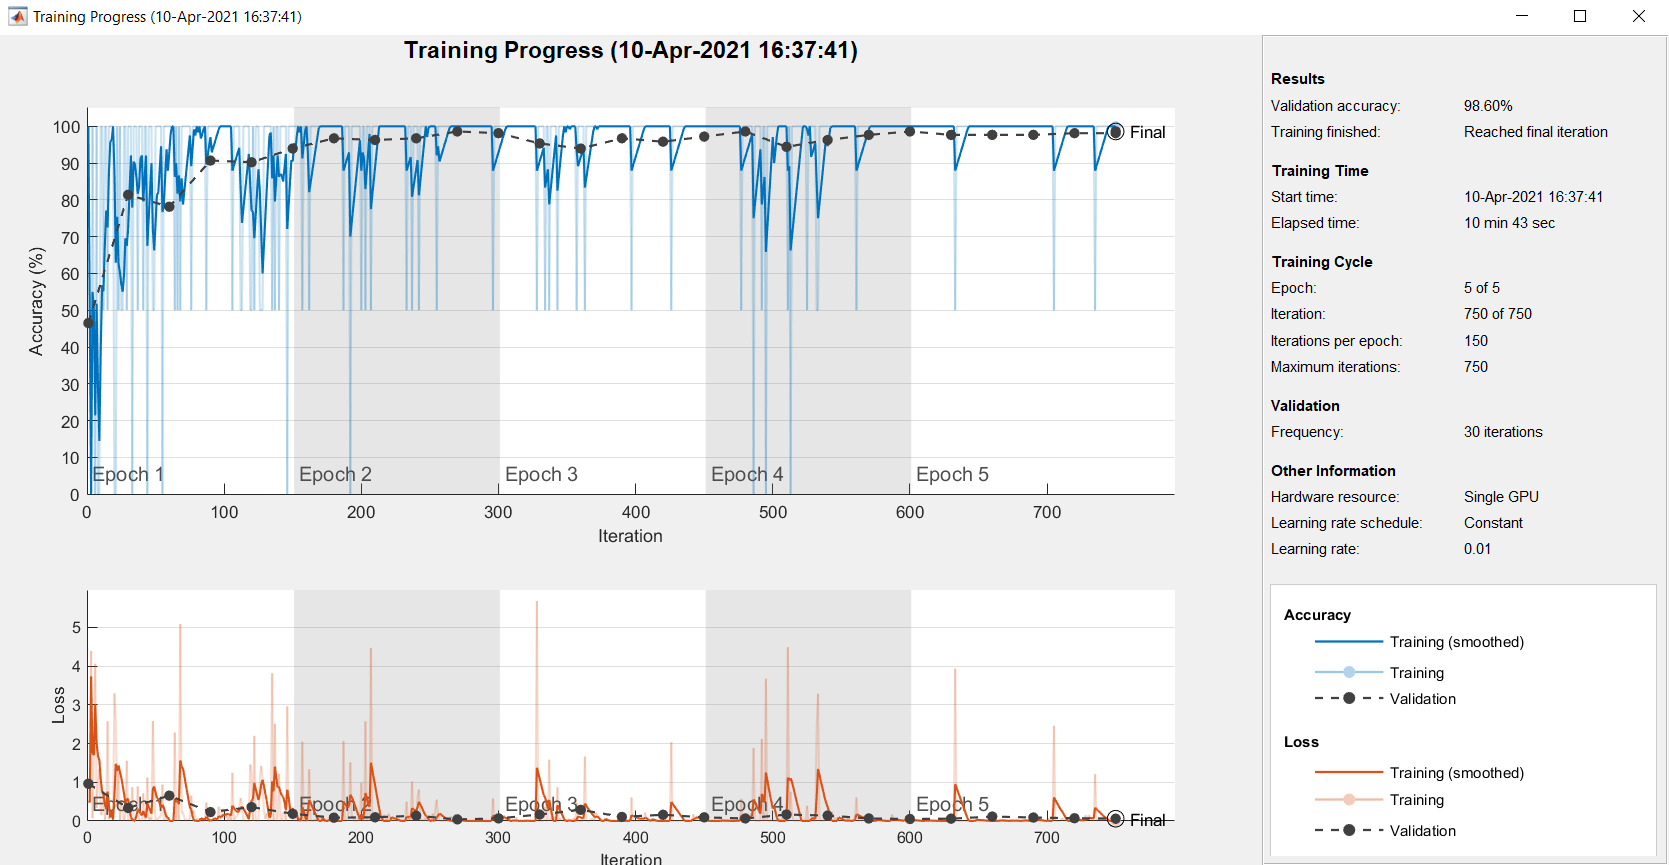 Training Progress (10-Apr-2021 16:37:41)
Training Progress (10-Apr-2021 16:37:41)
Accuracy (%)
100
90
80
70
60
50
40
30
20
10
0
Epoch 1
Epoch 2
Epoch 3
Epoch 4
Epoch 5
Final
0
100
200
300
400
500
600
700
Iteration
Loss
5
4
3
2
1
0
Epoch 1
Epoch 2
Epoch 3
Epoch 4
Epoch 5
Final
0
100
200
300
400
500
600
700
Iteration
Results
Validation accuracy: 98.60%
Training finished: Reached final iteration
Training Time
Start time: 10-Apr-2021 16:37:41
Elapsed time: 10 min 43 sec
Training Cycle
Epoch: 5 of 5
Iteration: 750 of 750
Iterations per epoch: 150
Maximum iterations: 750
Validation
Frequency: 30 iterations
Other Information
Hardware resource: Single GPU
Learning rate schedule: Constant
Learning rate: 0.01
Accuracy
Training (smoothed)
Training
Validation
Loss
Training (smoothed)
Training
Validation